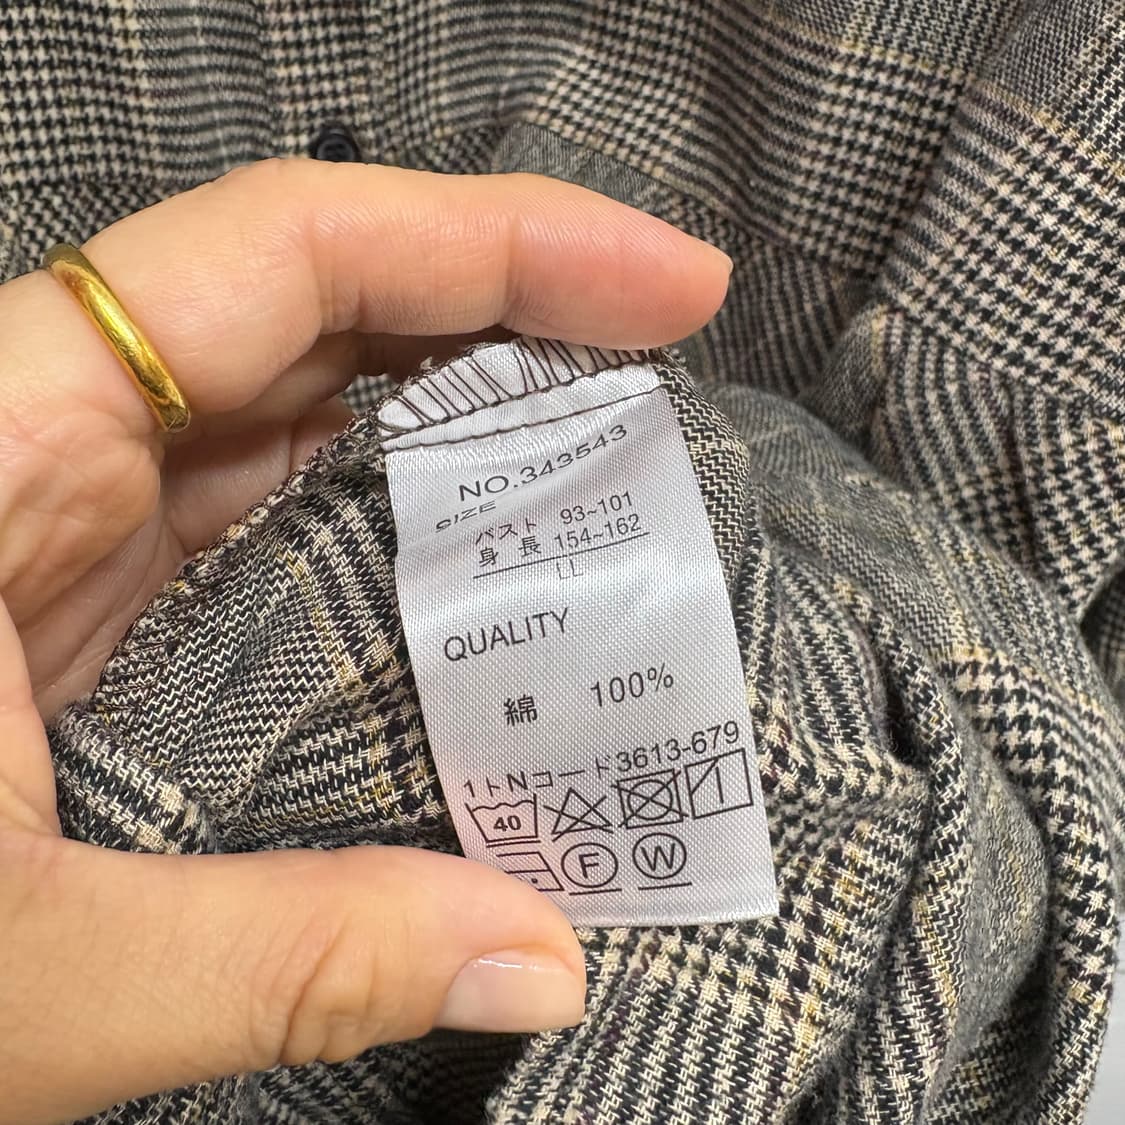 NO.343543
SIZE
バスト 93~101
身長 154~162
LL
QUALITY
綿 100%
1トNコード3613-679
40
F W